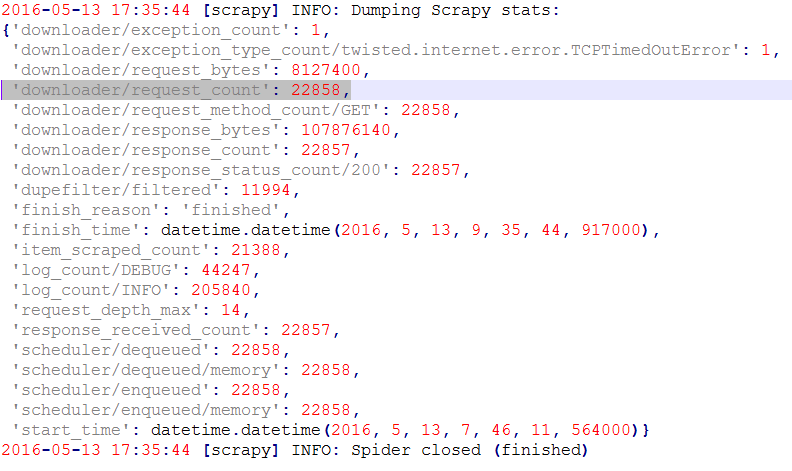 2016-05-13 17:35:44 [scrapy] INFO: Dumping Scrapy stats:
{'downloader/exception_count': 1,
 'downloader/exception_type_count/twisted.internet.error.TCPTimedOutError': 1,
 'downloader/request_bytes': 8127400,
 'downloader/request_count': 22858,
 'downloader/request_method_count/GET': 22858,
 'downloader/response_bytes': 107876140,
 'downloader/response_count': 22857,
 'downloader/response_status_count/200': 22857,
 'dupefilter/filtered': 11994,
 'finish_reason': 'finished',
 'finish_time': datetime.datetime(2016, 5, 13, 9, 35, 44, 917000),
 'item_scraped_count': 21388,
 'log_count/DEBUG': 44247,
 'log_count/INFO': 205840,
 'request_depth_max': 14,
 'response_received_count': 22857,
 'scheduler/dequeued': 22858,
 'scheduler/dequeued/memory': 22858,
 'scheduler/enqueued': 22858,
 'scheduler/enqueued/memory': 22858,
 'start_time': datetime.datetime(2016, 5, 13, 7, 46, 11, 564000)}
2016-05-13 17:35:44 [scrapy] INFO: Spider closed (finished)